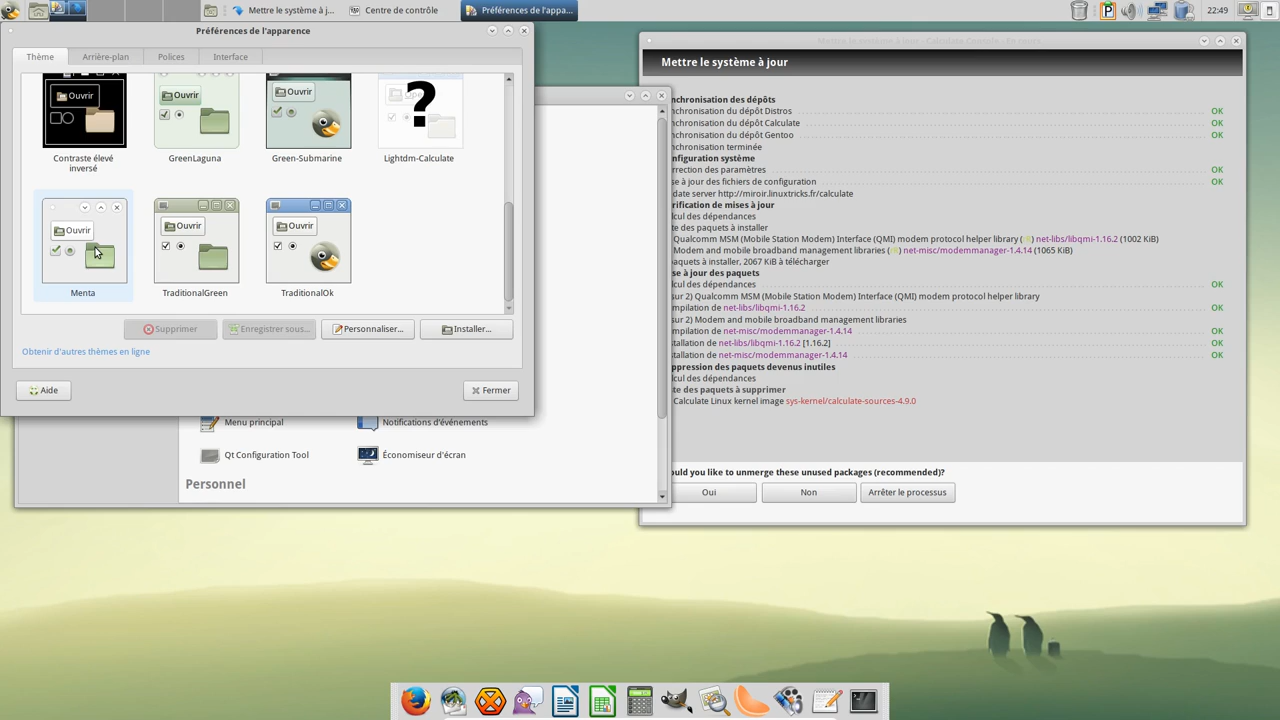 Mettre le système à j...
Centre de contrôle
Préférences de l'appa...
22:49
Préférences de l'apparence
Thème
Arrière-plan
Polices
Interface
Ouvrir
Ouvrir
Ouvrir
?
Contraste élevé
inversé
GreenLaguna
Green-Submarine
Lightdm-Calculate
Ouvrir
Ouvrir
Ouvrir
Menta
TraditionalGreen
TraditionalOk
Supprimer
Enregistrer sous...
Personnaliser...
Installer...
Obtenir d'autres thèmes en ligne
Aide
Fermer
Menu principal
Notifications d'événements
Qt Configuration Tool
Économiseur d'écran
Personnel
Mettre le système à jour
nchronisation des dépôts
nchronisation du dépôt Distros OK
nchronisation du dépôt Calculate OK
nchronisation du dépôt Gentoo OK
nchronisation terminée
nfiguration système
rrection des paramètres OK
se à jour des fichiers de configuration OK
date server http://miroir.linuxtricks.fr/calculate
rification de mises à jour
lcul des dépendances
te des paquets à installer
Qualcomm MSM (Mobile Station Modem) Interface (QMI) modem protocol helper library net-libs/libqmi-1.16.2 (1002 KiB)
Modem and mobile broadband management libraries net-misc/modemmanager-1.4.14 (1065 KiB)
paquets à installer, 2067 KiB à télécharger
se à jour des paquets
lcul des dépendances OK
sur 2) Qualcomm MSM (Mobile Station Modem) Interface (QMI) modem protocol helper library
mpilation de net-libs/libqmi-1.16.2 OK
sur 2) Modem and mobile broadband management libraries
mpilation de net-misc/modemmanager-1.4.14 OK
stallation de net-libs/libqmi-1.16.2 [1.16.2] OK
stallation de net-misc/modemmanager-1.4.14 OK
ppression des paquets devenus inutiles
lcul des dépendances
te des paquets à supprimer
Calculate Linux kernel image sys-kernel/calculate-sources-4.9.0
ould you like to unmerge these unused packages (recommended)?
Oui
Non
Arrêter le processus